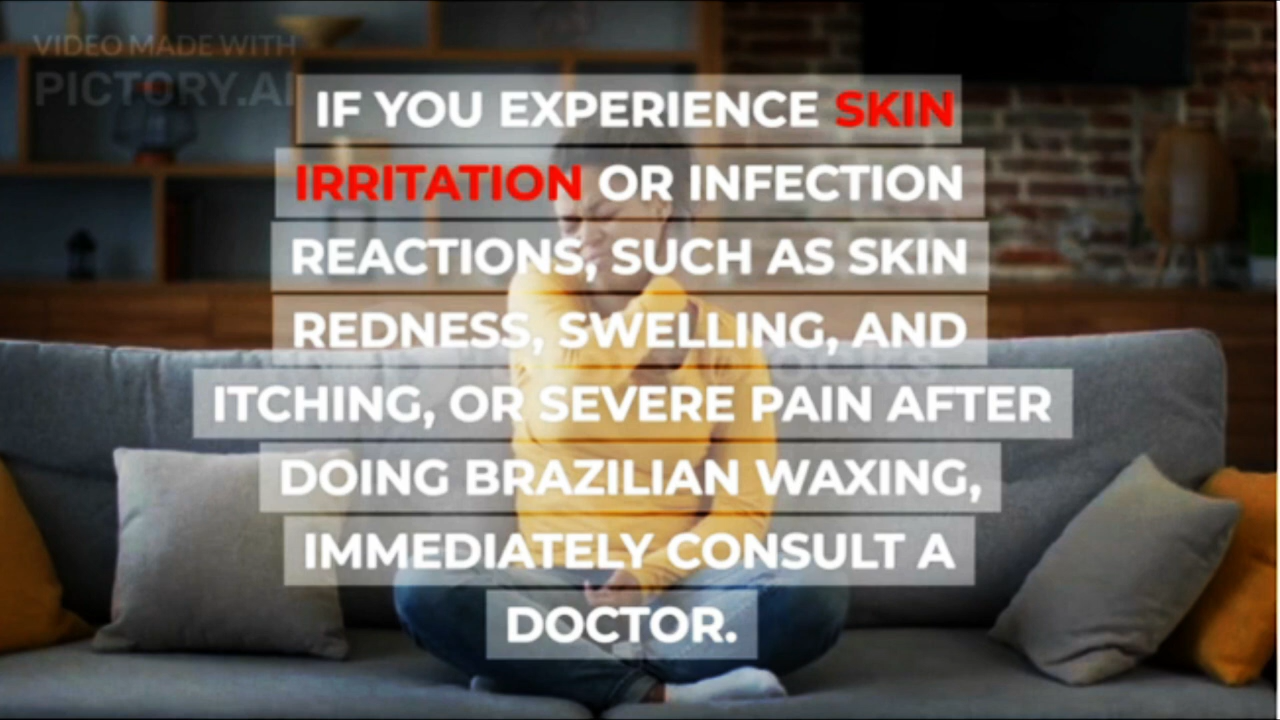 VIDEO MADE WITH
PICTORY.AI
IF YOU EXPERIENCE SKIN
IRRITATION OR INFECTION
REACTIONS, SUCH AS SKIN
REDNESS, SWELLING, AND
ITCHING, OR SEVERE PAIN AFTER
DOING BRAZILIAN WAXING,
IMMEDIATELY CONSULT A
DOCTOR.